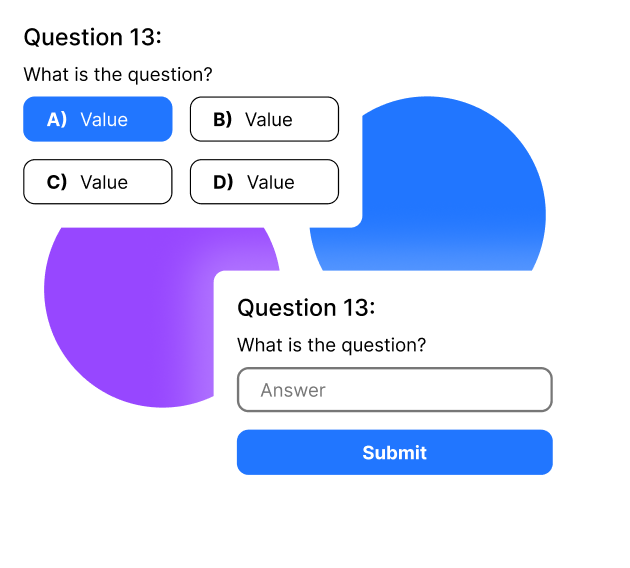 Question 13:
What is the question?
A) Value
B) Value
C) Value
D) Value
Question 13:
What is the question?
Answer
Submit